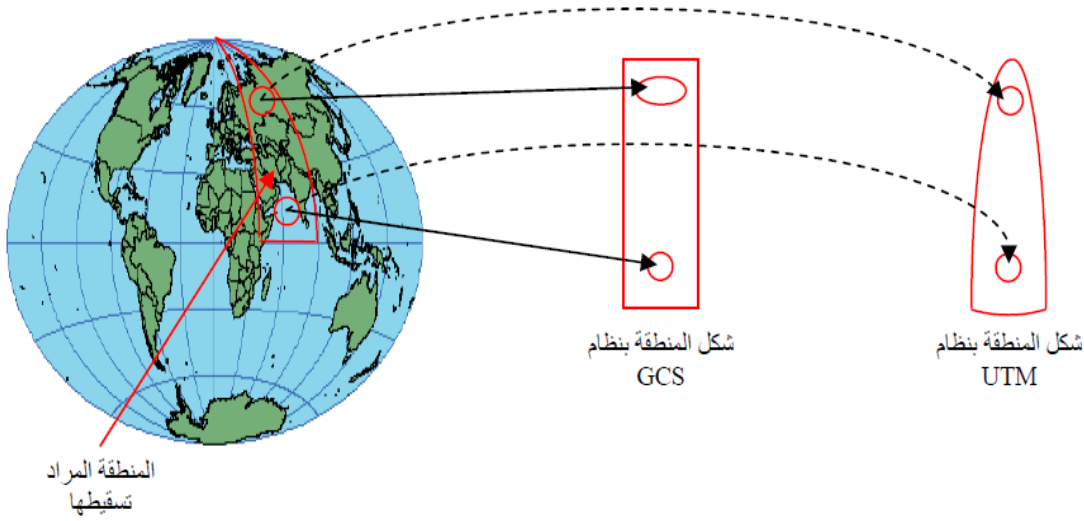 شكل المنطقة بنظام
GCS
شكل المنطقة بنظام
UTM
المنطقة المراد
تسقيطها